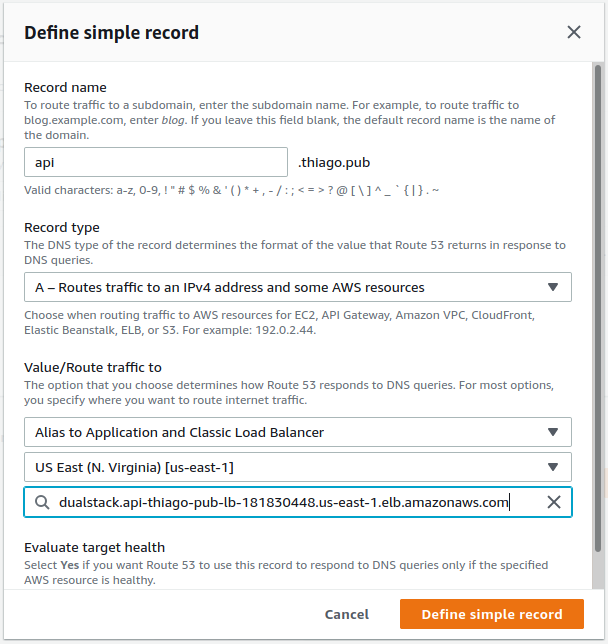 Define simple record
Record name
To route traffic to a subdomain, enter the subdomain name. For example, to route traffic to
blog.example.com, enter blog. If you leave this field blank, the default record name is the name of
the domain.
api
.thiago.pub
Valid characters: a-z, 0-9, ! " # $ % & ' ( ) * + , - / : ; < = > ? @ [ \ ] ^ _ ` { | } . ~
Record type
The DNS type of the record determines the format of the value that Route 53 returns in response to
DNS queries.
A – Routes traffic to an IPv4 address and some AWS resources
Choose when routing traffic to AWS resources for EC2, API Gateway, Amazon VPC, CloudFront,
Elastic Beanstalk, ELB, or S3. For example: 192.0.2.44.
Value/Route traffic to
The option that you choose determines how Route 53 responds to DNS queries. For most options,
you specify where you want to route internet traffic.
Alias to Application and Classic Load Balancer
US East (N. Virginia) [us-east-1]
dualstack.api-thiago-pub-lb-181830448.us-east-1.elb.amazonaws.com
Evaluate target health
Select Yes if you want Route 53 to use this record to respond to DNS queries only if the specified
AWS resource is healthy.
Cancel
Define simple record